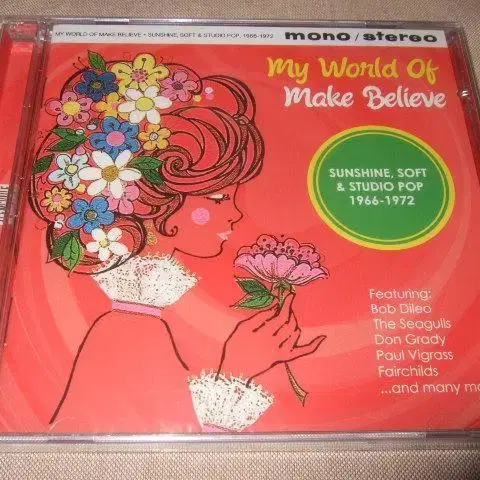 MY WORLD OF MAKE BELIEVE • SUNSHINE, SOFT & STUDIO POP, 1966-1972
mono/stereo
My World Of
Make Believe
SUNSHINE, SOFT
& STUDIO POP
1966-1972
Featuring:
Bob Dileo
The Seagulls
Don Grady
Paul Vigrass
Fairchilds
...and many mo